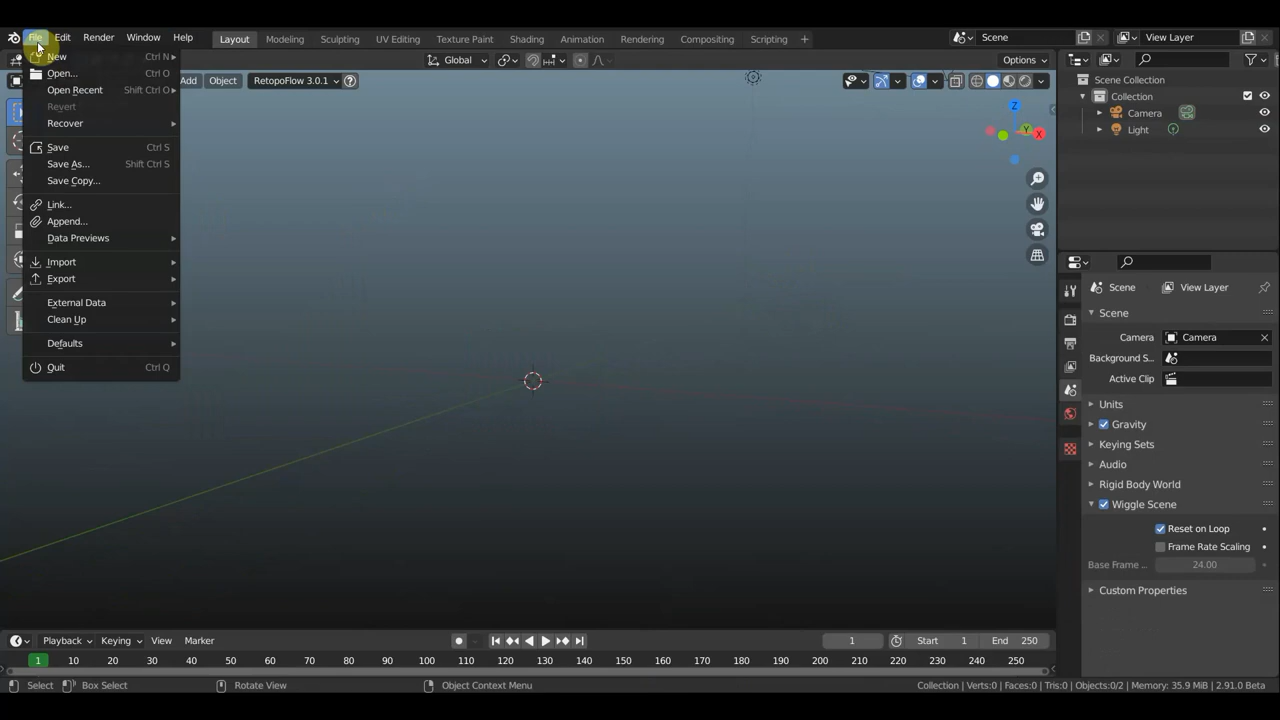 File Edit Render Window Help Layout Modeling Sculpting UV Editing Texture Paint Shading Animation Rendering Compositing Scripting + Scene View Layer
Global Options
Add Object RetopoFlow 3.0.1
New Ctrl N
Open... Ctrl O
Open Recent Shift Ctrl O
Revert
Recover
Save Ctrl S
Save As... Shift Ctrl S
Save Copy...
Link...
Append...
Data Previews
Import
Export
External Data
Clean Up
Defaults
Quit Ctrl Q
Z
Y
X
Scene Collection
Collection
Camera
Light
Scene View Layer
Scene
Camera Camera
Background S...
Active Clip
Units
Gravity
Keying Sets
Audio
Rigid Body World
Wiggle Scene
Reset on Loop
Frame Rate Scaling
Base Frame ... 24.00
Custom Properties
Playback Keying View Marker 1 Start 1 End 250
1 10 20 30 40 50 60 70 80 90 100 110 120 130 140 150 160 170 180 190 200 210 220 230 240 250
Select Box Select Rotate View Object Context Menu Collection | Verts:0 | Faces:0 | Tris:0 | Objects:0/2 | Memory: 35.9 MiB | 2.91.0 Beta